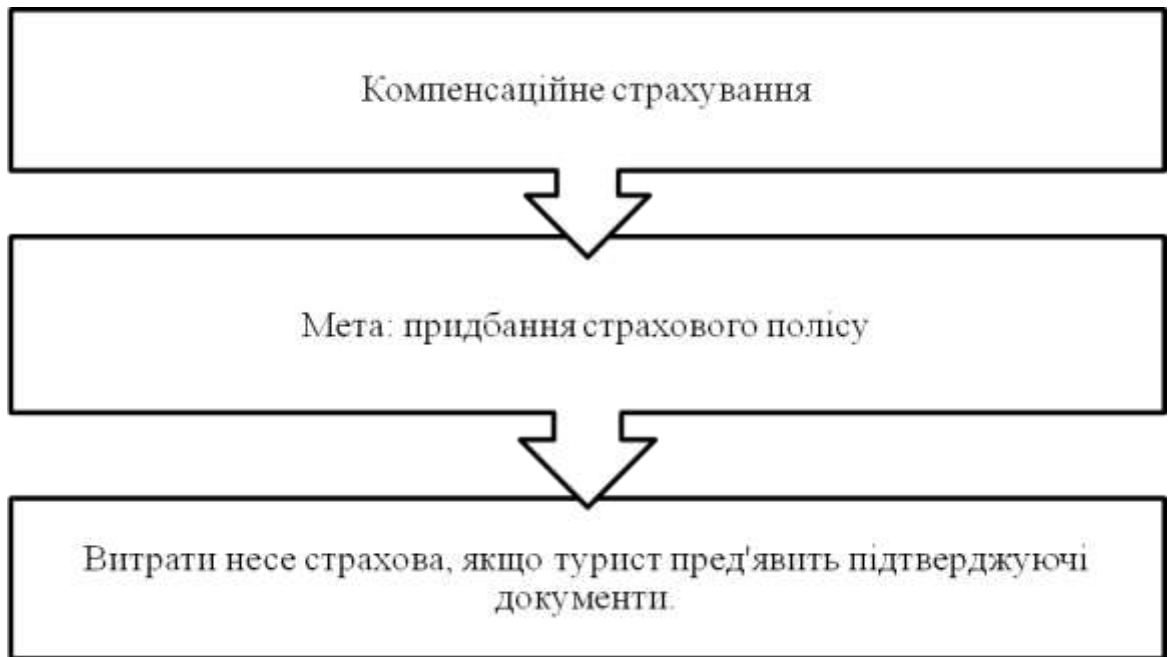 Компенсаційне страхування
Мета: придбання страхового полісу
Витрати несе страхова, якщо турист пред'явить підтверджуючі
документи.